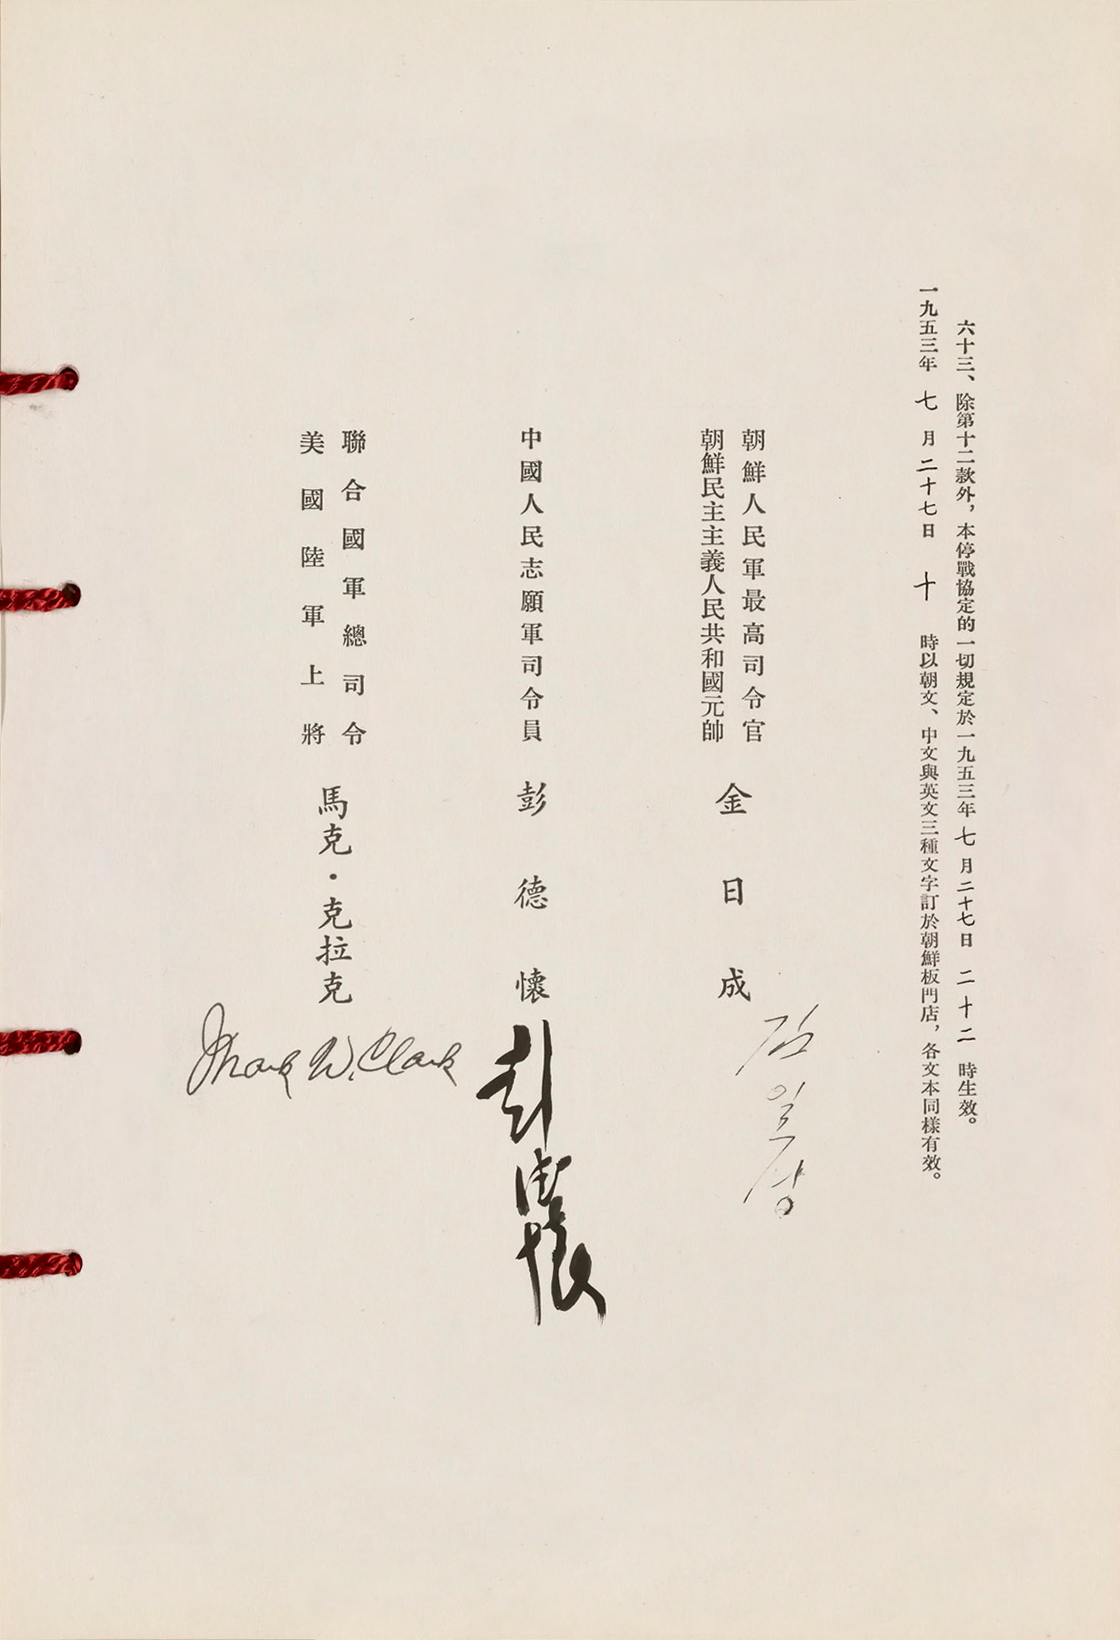 六十三、除第十二款外，本停戰協定的一切規定於一九五三年七月二十七日二十二時生效。
一九五三年七月二十七日十時以朝文、中文與英文三種文字訂於朝鮮板門店，各文本同樣有效。
朝鮮人民軍最高司令官
朝鮮民主主義人民共和國元帥
金日成
김일성
中國人民志願軍司令員
彭德懷
彭德懷
聯合國軍總司令
美國陸軍上將
馬克·克拉克
Mark W. Clark